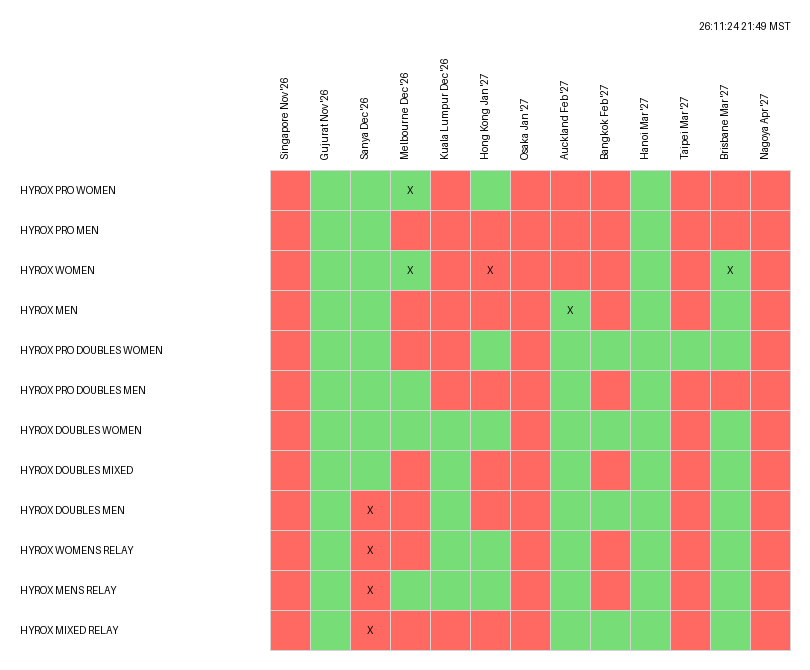 26:11:24 21:49 MST
Singapore Nov '26
Gujurat Nov '26
Sanya Dec '26
Melbourne Dec '26
Kuala Lumpur Dec '26
Hong Kong Jan '27
Osaka Jan '27
Auckland Feb '27
Bangkok Feb '27
Hanoi Mar '27
Taipei Mar '27
Brisbane Mar '27
Nagoya Apr '27
HYROX PRO WOMEN X
HYROX PRO MEN
HYROX WOMEN X X X
HYROX MEN X
HYROX PRO DOUBLES WOMEN
HYROX PRO DOUBLES MEN
HYROX DOUBLES WOMEN
HYROX DOUBLES MIXED
HYROX DOUBLES MEN X
HYROX WOMENS RELAY X
HYROX MENS RELAY X
HYROX MIXED RELAY X